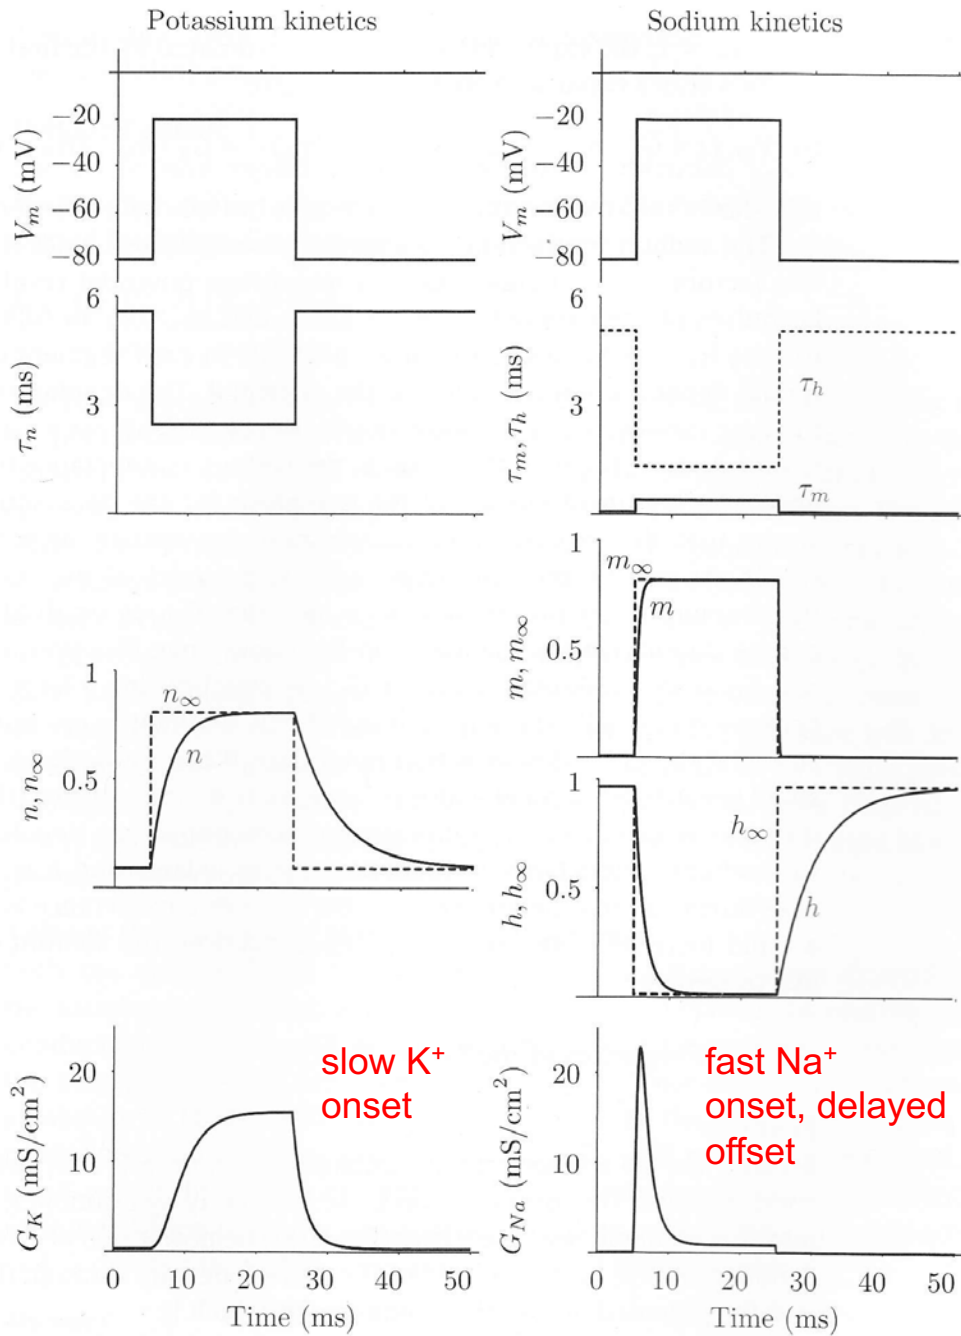 Potassium kinetics
Sodium kinetics
V_m (mV)
−20
−40
−60
−80
V_m (mV)
−20
−40
−60
−80
τ_n (ms)
6
3
τ_m, τ_h (ms)
6
3
τ_h
τ_m
m, m_∞
1
0.5
m_∞
m
n, n_∞
1
0.5
n_∞
n
h, h_∞
1
0.5
h_∞
h
G_K (mS/cm²)
20
10
slow K⁺
onset
G_Na (mS/cm²)
20
10
fast Na⁺
onset, delayed
offset
0 10 20 30 40 50
Time (ms)
0 10 20 30 40 50
Time (ms)